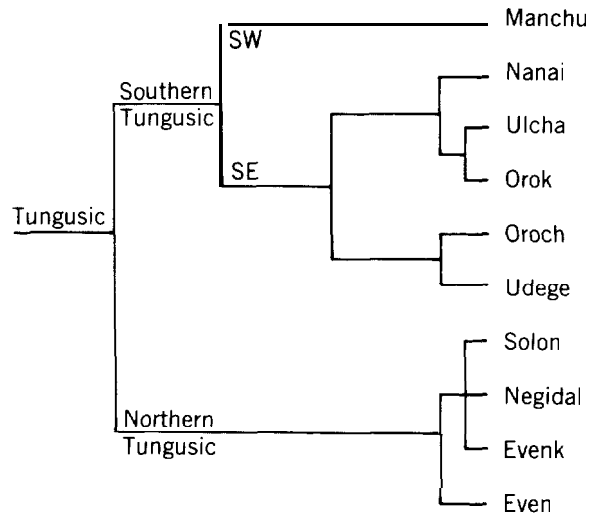 Manchu
SW
Nanai
Southern
Tungusic
Ulcha
SE
Orok
Tungusic
Oroch
Udege
Solon
Negidal
Northern
Tungusic
Evenk
Even